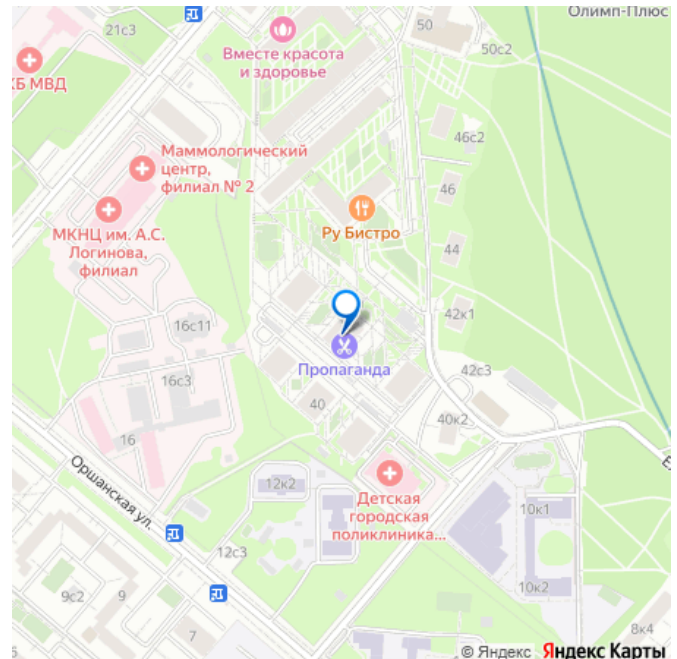 21с3
50
Олимп-Плюс
50с2
Вместе красота
и здоровье
КБ МВД
46с2
Маммологический
центр,
филиал № 2
46
МКНЦ им. А.С.
Логинова,
филиал
Ру Бистро
44
42к1
16с11
Пропаганда
42с3
16с3
40
40к2
16
Оршанская ул.
12к2
Детская
городская
поликлиника...
10к1
12с3
10к2
9с2
9
7
8к4
© Яндекс Яндекс Карты